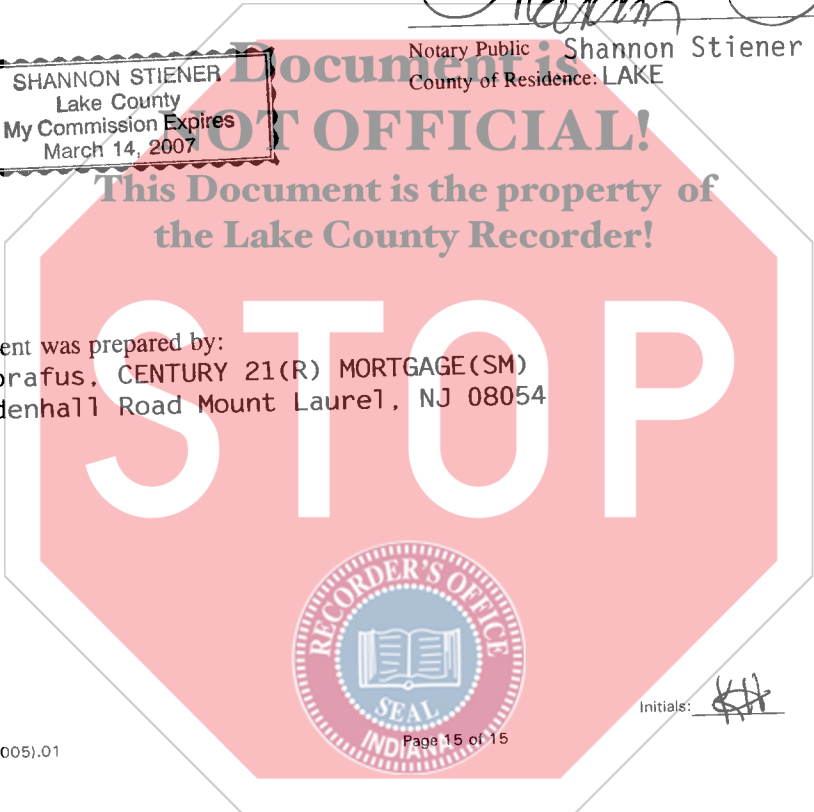 Notary Public Shannon Stiener
County of Residence: LAKE
SHANNON STIENER
Lake County
My Commission Expires
March 14, 2007
Document is
NOT OFFICIAL!
This Document is the property of
the Lake County Recorder!
ent was prepared by:
orafus, CENTURY 21(R) MORTGAGE(SM)
denhall Road Mount Laurel, NJ 08054
STOP
RECORDER'S OFFICE
SEAL
INDIANA
Initials: KH
Page 15 of 15
005).01